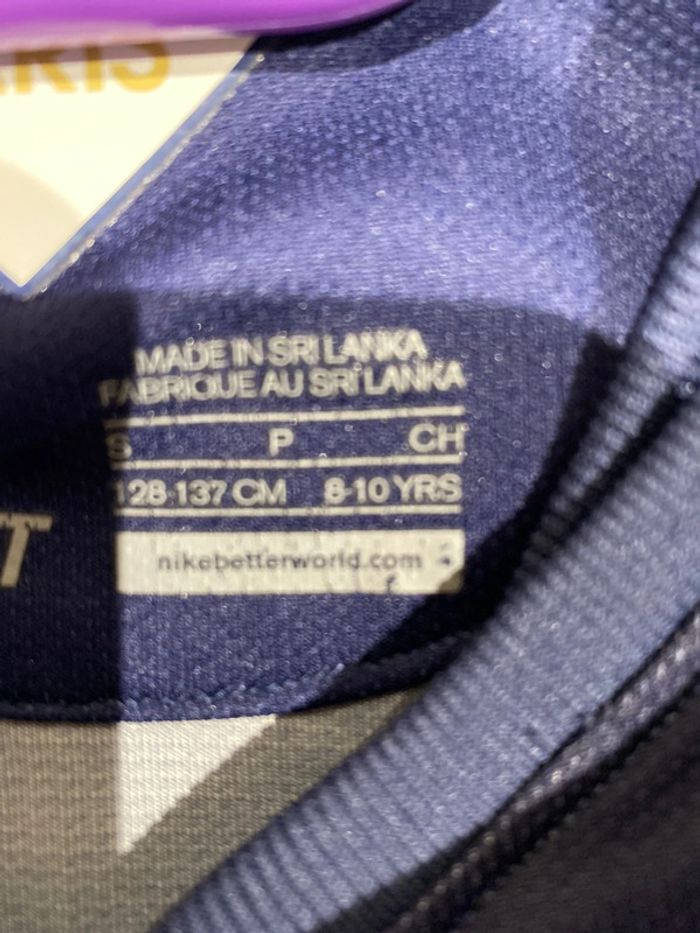 MADE IN SRI LANKA
FABRIQUE AU SRI LANKA
S P CH
128-137 CM 8-10 YRS
nikebetterworld.com